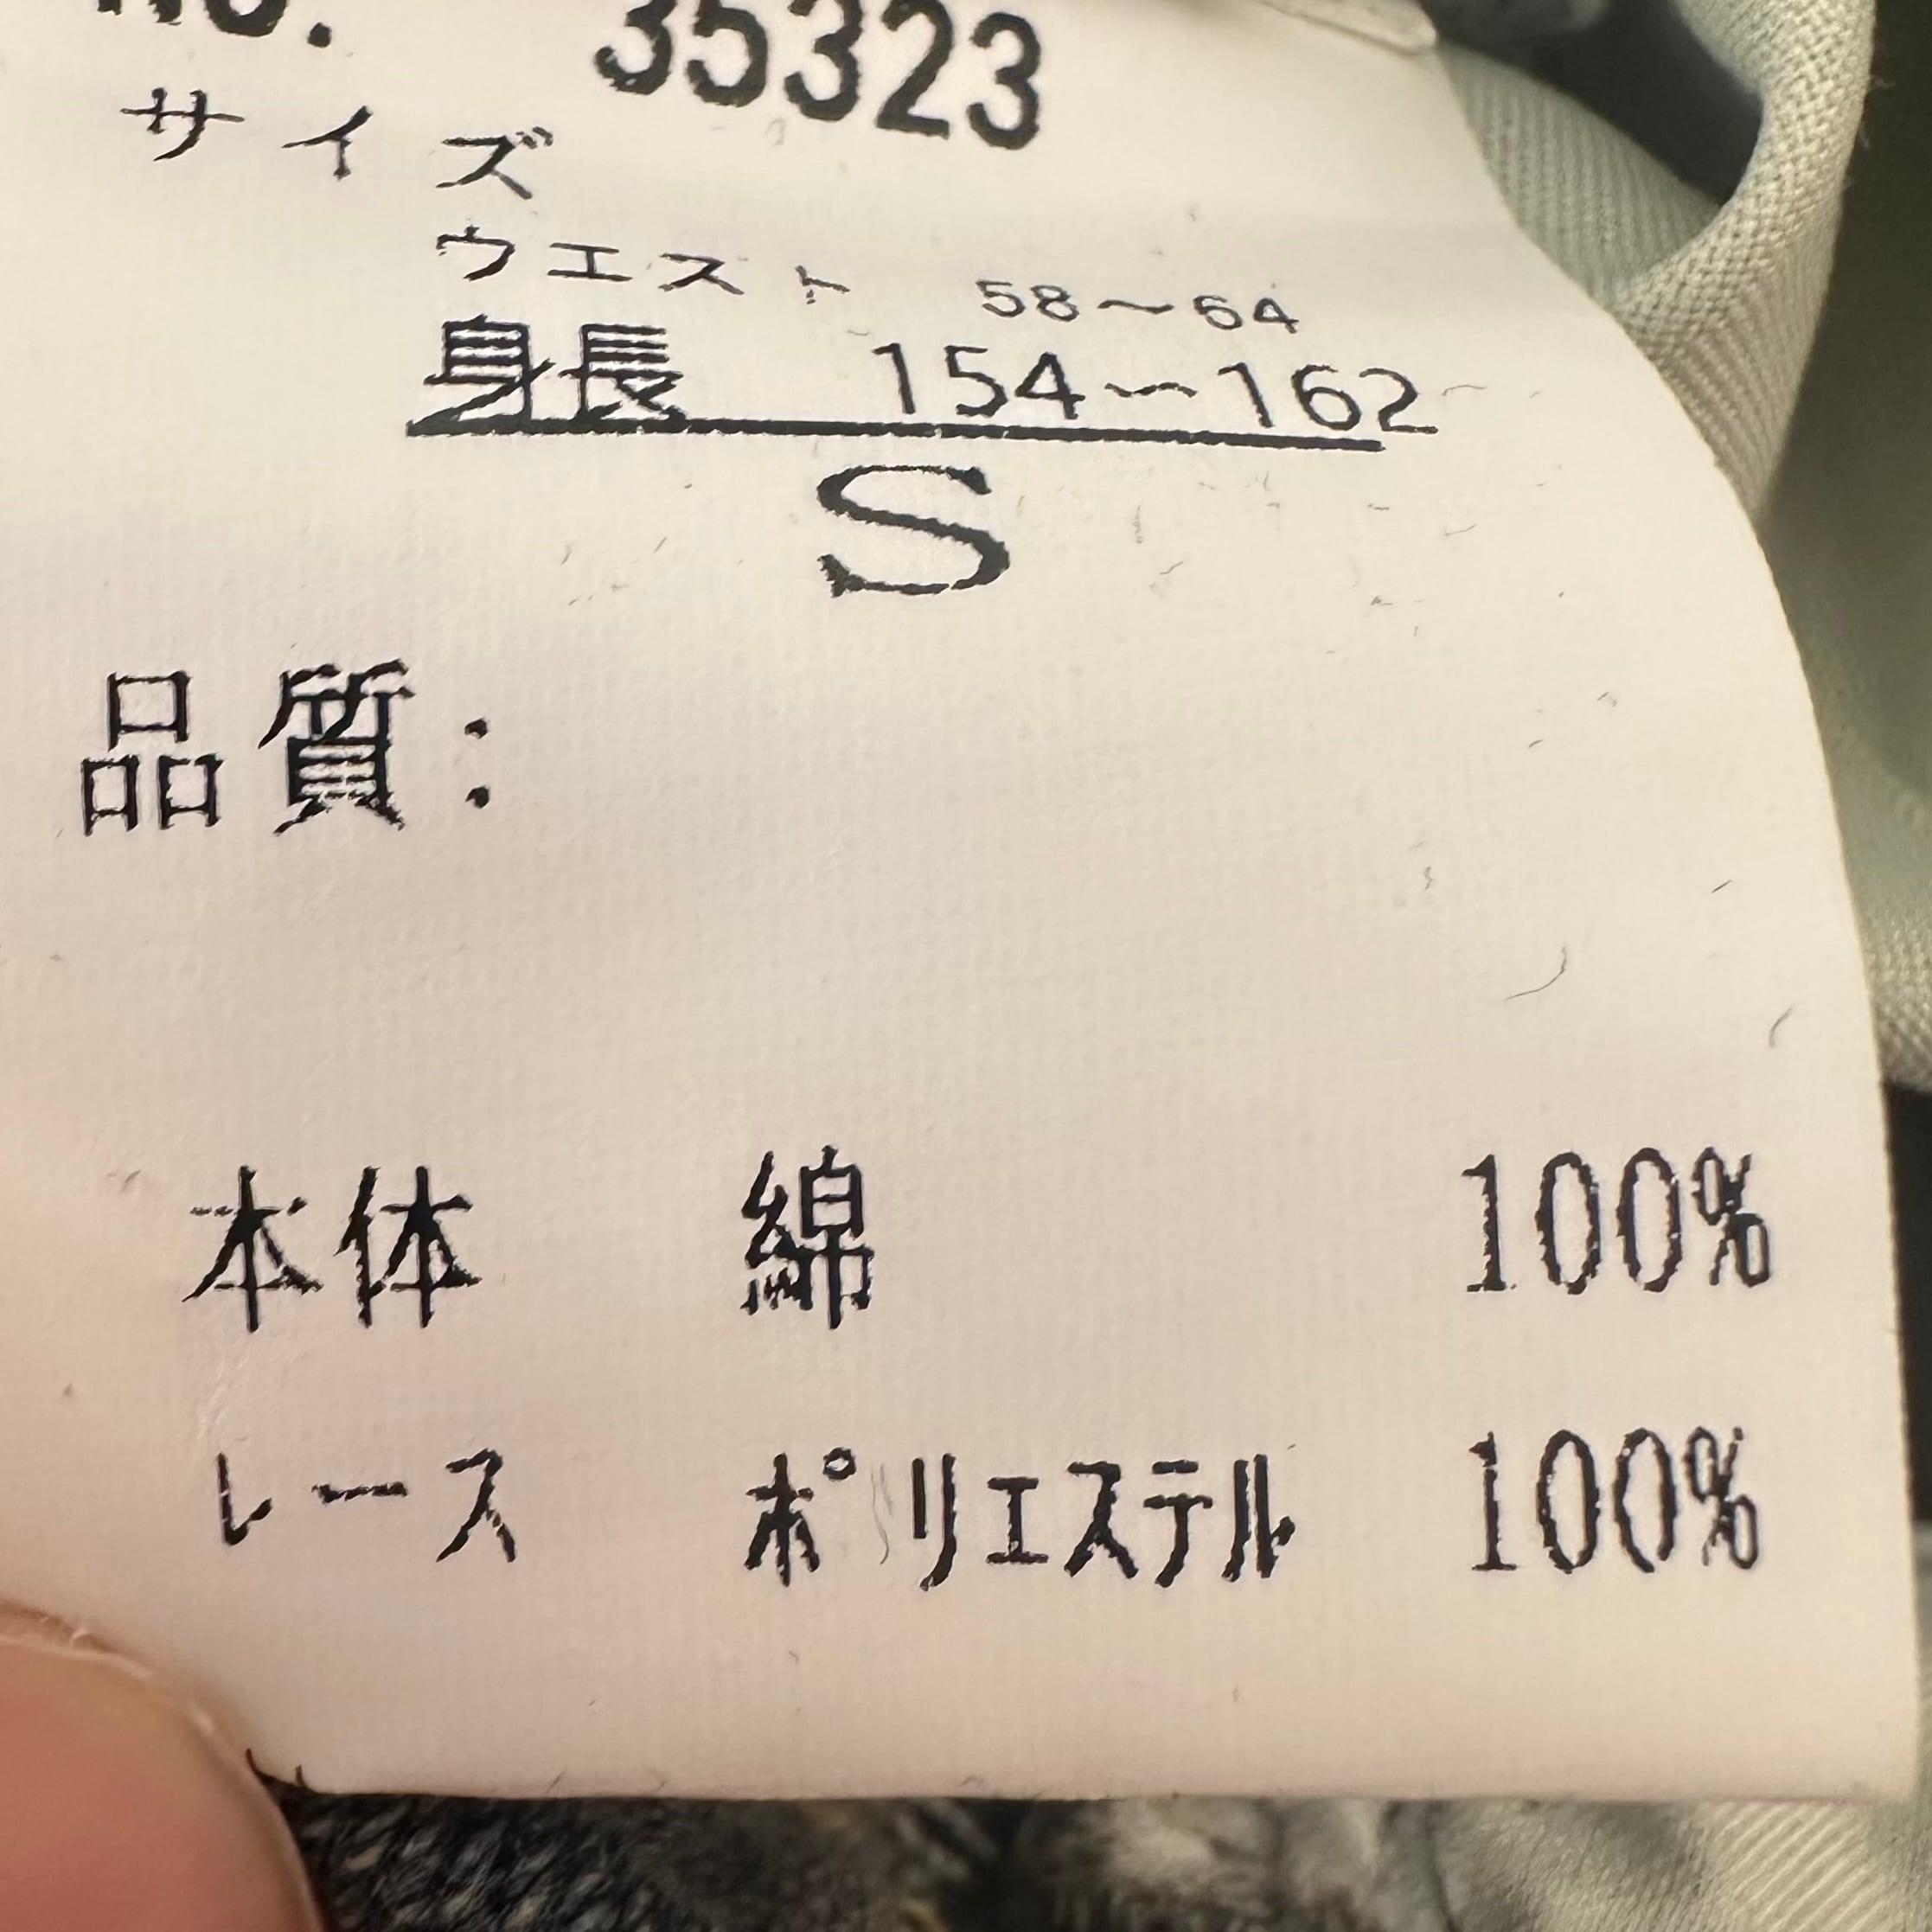 No. 35323
サイズ
ウエスト 58～64
身長 154～162
S
品質:
本体 綿 100%
レース ポリエステル 100%